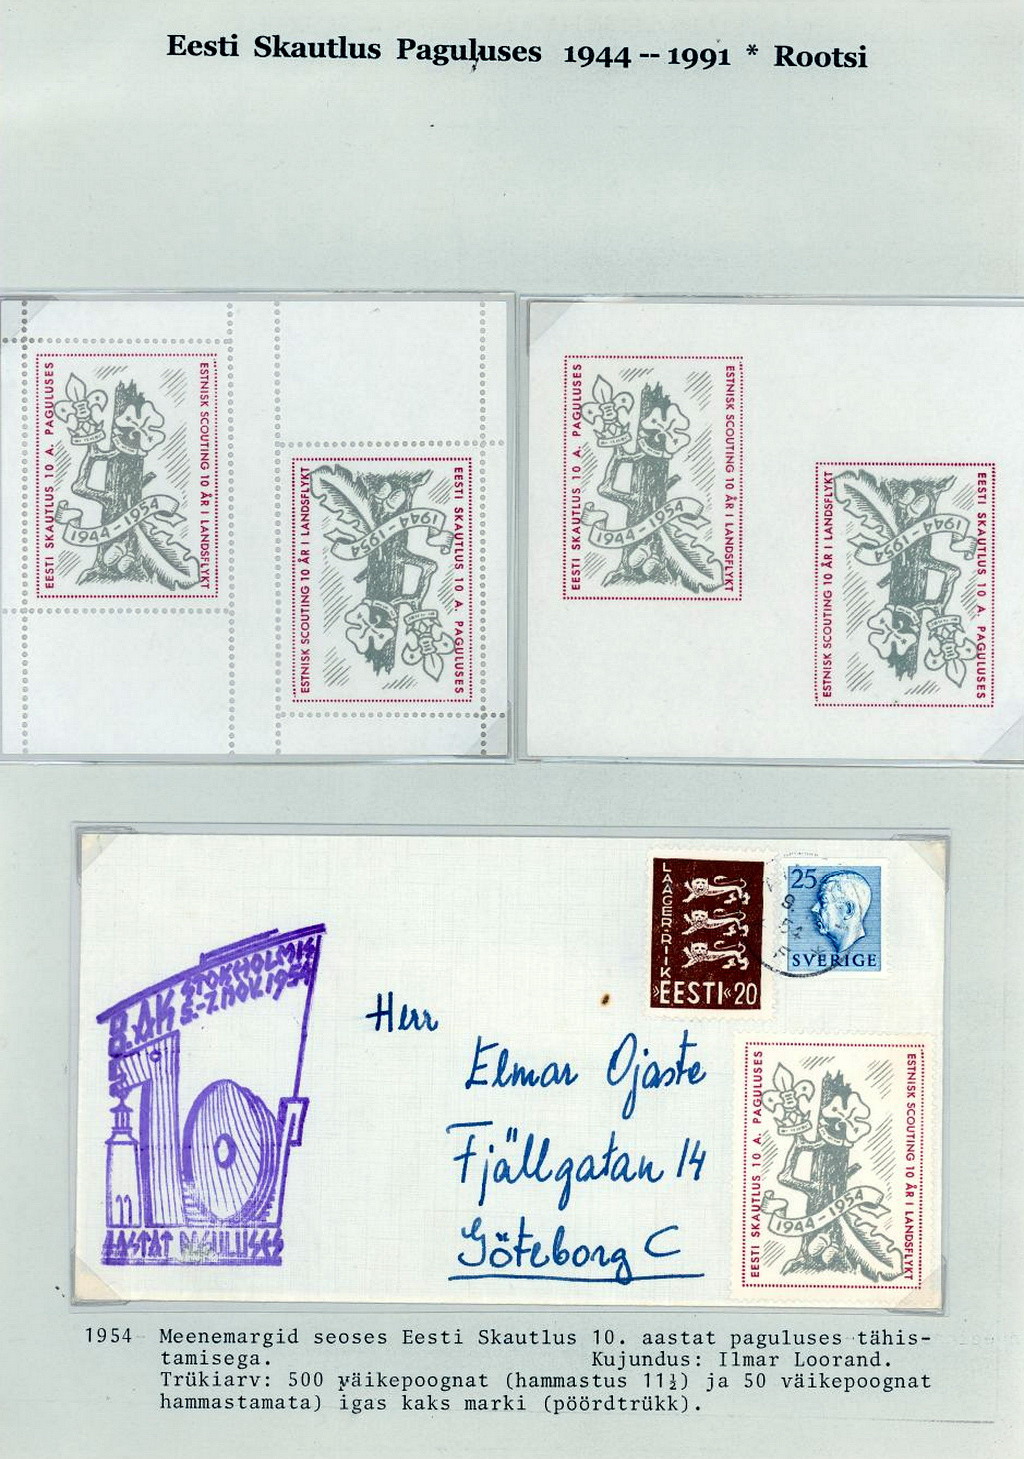 Eesti Skautlus Paguluses 1944 -- 1991 * Rootsi
EESTI SKAUTLUS 10 A. PAGULUSES
1944 - 1954
ESTNISK SCOUTING 10 ÅR I LANDSFLYKT
ESTNISK SCOUTING 10 ÅR I LANDSFLYKT
1944 - 1954
EESTI SKAUTLUS 10 A. PAGULUSES
EESTI SKAUTLUS 10 A. PAGULUSES
1944 - 1954
ESTNISK SCOUTING 10 ÅR I LANDSFLYKT
ESTNISK SCOUTING 10 ÅR I LANDSFLYKT
1944 - 1954
EESTI SKAUTLUS 10 A. PAGULUSES
LAAGER-RIIK
»EESTI« 20
25
SVERIGE
STOKHOLMIS
8. AK 5.-7. NOV. 1954
10
AASTAT PAGULUSES
Herr
Elmar Ojaste
Fjällgatan 14
Göteborg C
EESTI SKAUTLUS 10 A. PAGULUSES
1944 - 1954
ESTNISK SCOUTING 10 ÅR I LANDSFLYKT
1954 Meenemargid seoses Eesti Skautlus 10. aastat paguluses tähis-
tamisega. Kujundus: Ilmar Loorand.
Trükiarv: 500 väikepoognat (hammastus 11½) ja 50 väikepoognat
hammastamata) igas kaks marki (pöördtrükk).